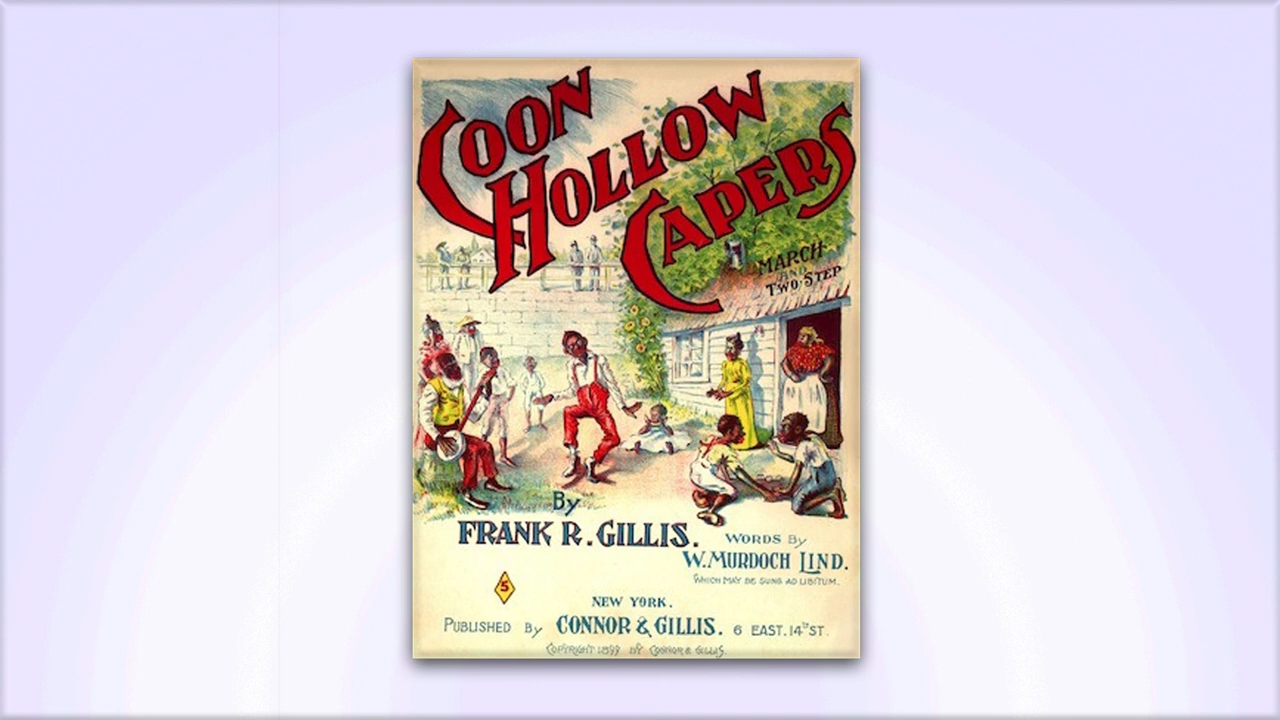 COON
HOLLOW
CAPERS
MARCH
AND
TWO-STEP
By
FRANK R. GILLIS.
WORDS By
W. MURDOCH LIND.
WHICH MAY BE SUNG AD LIBITUM.
5
NEW YORK.
PUBLISHED By CONNOR & GILLIS. 6 EAST. 14TH ST.
COPYRIGHT 1899 BY CONNOR & GILLIS.